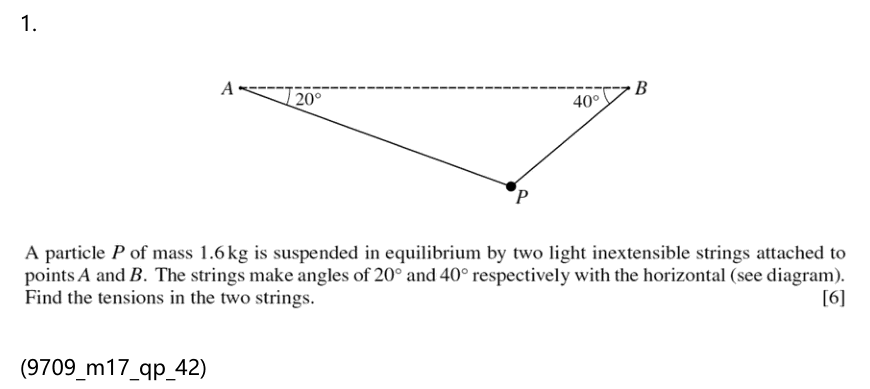 1.
A
20°
40°
B
P
A particle P of mass 1.6 kg is suspended in equilibrium by two light inextensible strings attached to
points A and B. The strings make angles of 20° and 40° respectively with the horizontal (see diagram).
Find the tensions in the two strings. [6]
(9709_m17_qp_42)